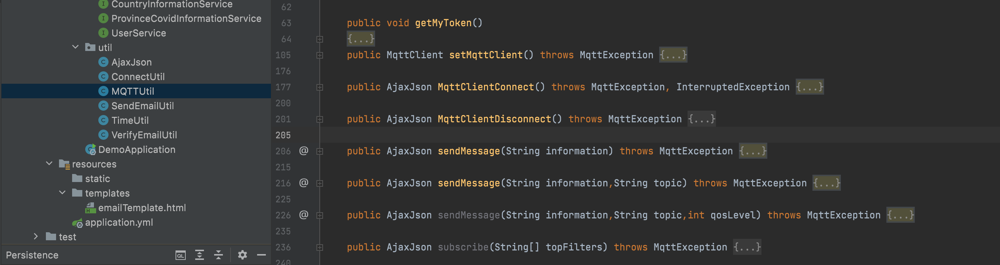 CountryInformationService
ProvinceCovidInformationService
UserService
util
AjaxJson
ConnectUtil
MQTTUtil
SendEmailUtil
TimeUtil
VerifyEmailUtil
DemoApplication
resources
static
templates
emailTemplate.html
application.yml
test
Persistence
62
63 public void getMyToken()
64 {...}
105 public MqttClient setMqttClient() throws MqttException {...}
176
177 public AjaxJson MqttClientConnect() throws MqttException, InterruptedException {...}
200
201 public AjaxJson MqttClientDisconnect() throws MqttException {...}
205
206 @ public AjaxJson sendMessage(String information) throws MqttException {...}
215
216 @ public AjaxJson sendMessage(String information,String topic) throws MqttException {...}
225
226 @ public AjaxJson sendMessage(String information,String topic,int qosLevel) throws MqttException {...}
235
236 public AjaxJson subscribe(String[] topFilters) throws MqttException {...}
240